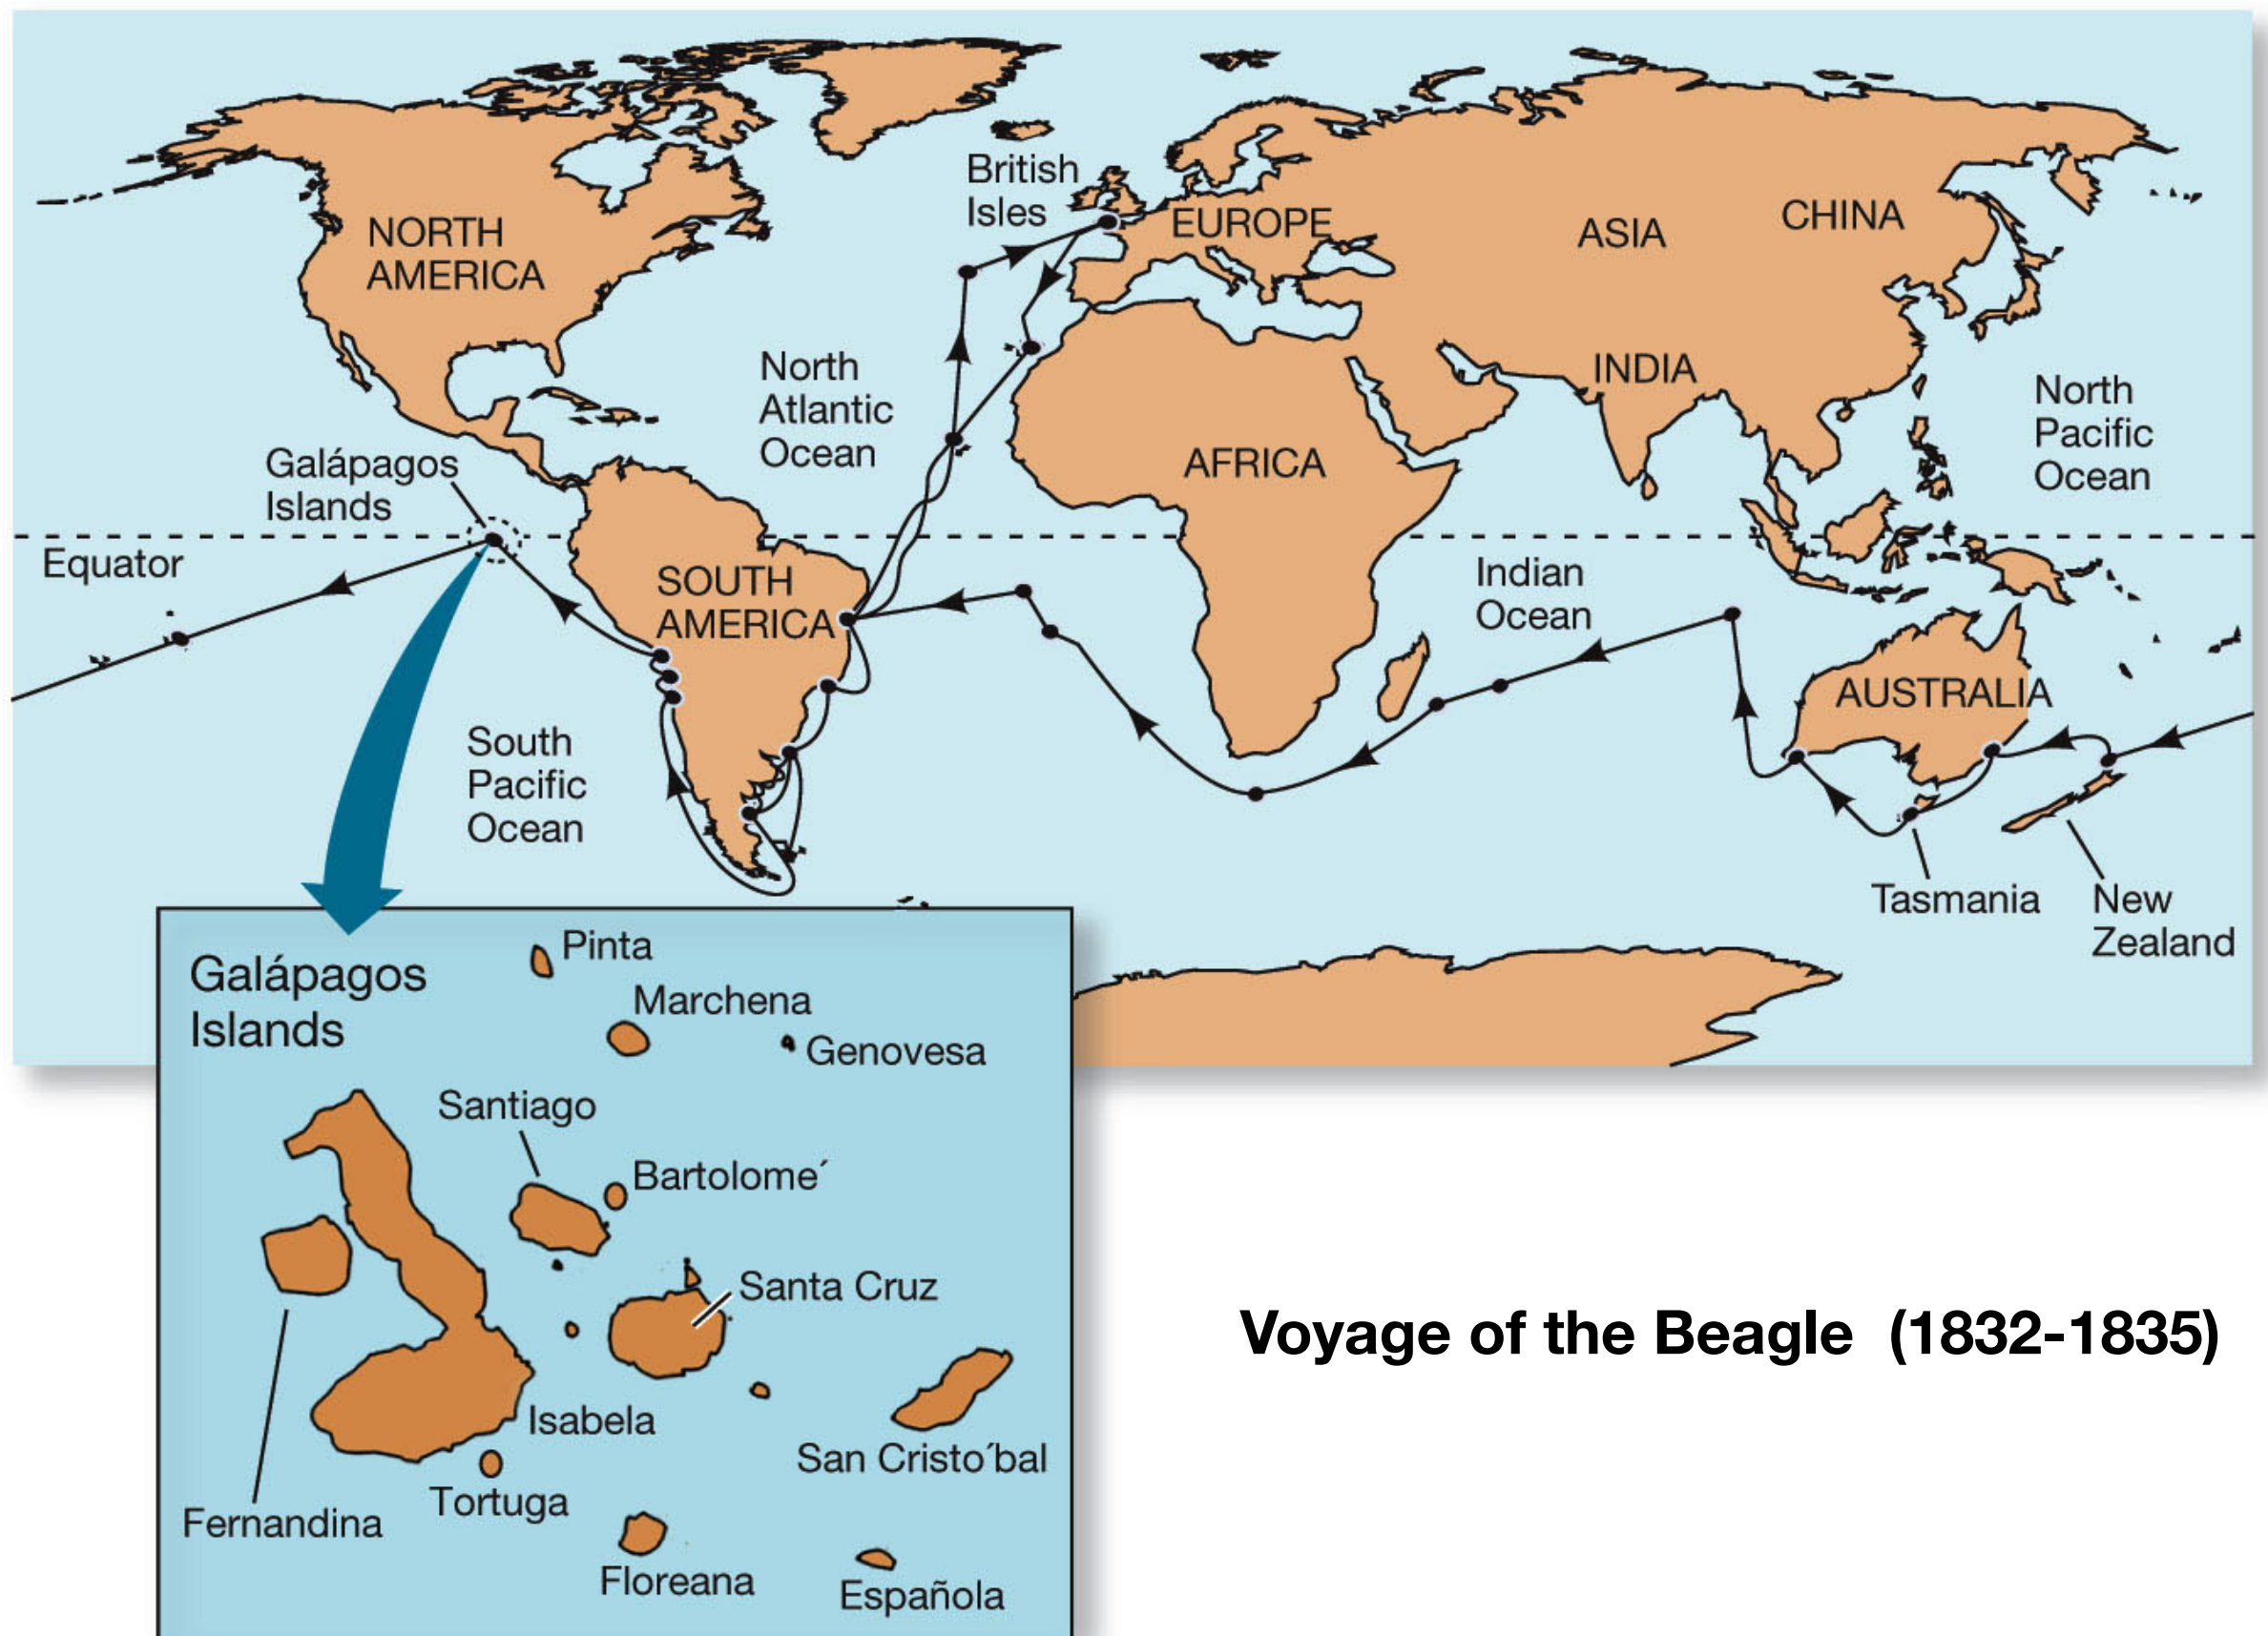 British
Isles
NORTH
AMERICA
EUROPE
ASIA
CHINA
North
Atlantic
Ocean
INDIA
North
Pacific
Ocean
Galápagos
Islands
AFRICA
Equator
SOUTH
AMERICA
Indian
Ocean
AUSTRALIA
South
Pacific
Ocean
Tasmania
New
Zealand
Galápagos
Islands
Pinta
Marchena
Genovesa
Santiago
Bartolome´
Santa Cruz
Isabela
San Cristo´bal
Tortuga
Fernandina
Floreana
Española
Voyage of the Beagle (1832-1835)